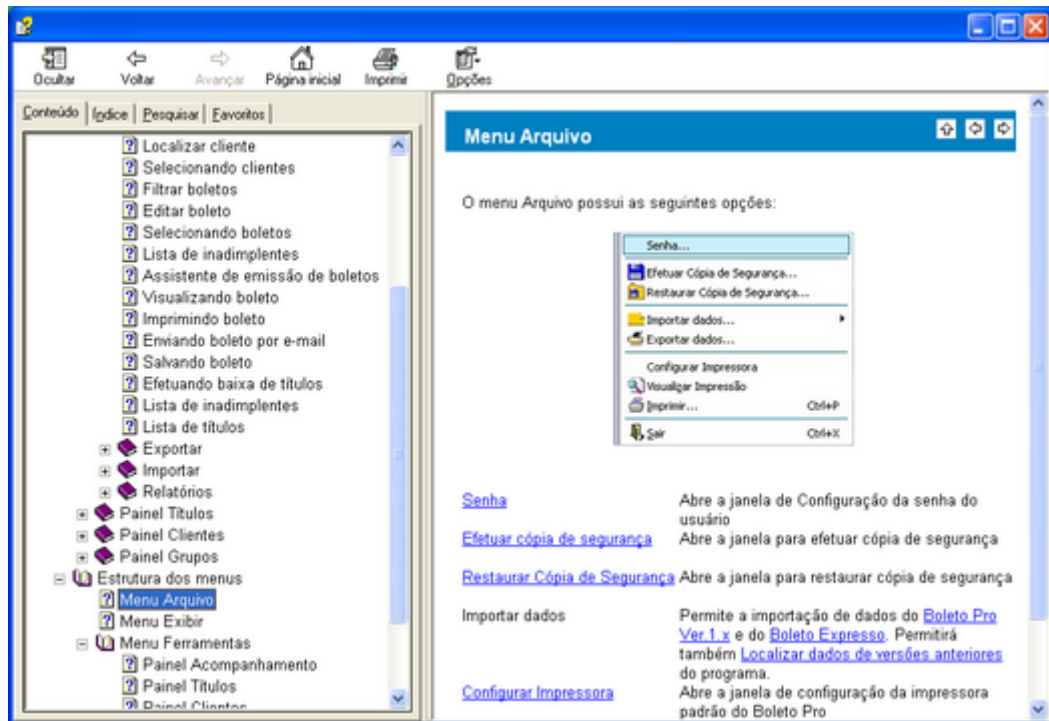 Ocultar Voltar Avançar Página inicial Imprimir Opções
Conteúdo Índice Pesquisar Favoritos
Localizar cliente
Selecionando clientes
Filtrar boletos
Editar boleto
Selecionando boletos
Lista de inadimplentes
Assistente de emissão de boletos
Visualizando boleto
Imprimindo boleto
Enviando boleto por e-mail
Salvando boleto
Efetuando baixa de títulos
Lista de inadimplentes
Lista de títulos
Exportar
Importar
Relatórios
Painel Títulos
Painel Clientes
Painel Grupos
Estrutura dos menus
Menu Arquivo
Menu Exibir
Menu Ferramentas
Painel Acompanhamento
Painel Títulos
Painel Clientes
Menu Arquivo
O menu Arquivo possui as seguintes opções:
Senha...
Efetuar Cópia de Segurança...
Restaurar Cópia de Segurança...
Importar dados...
Exportar dados...
Configurar Impressora
Visualizar Impressão
Imprimir... Ctrl+P
Sair Ctrl+X
Senha Abre a janela de Configuração da senha do
usuário
Efetuar cópia de segurança Abre a janela para efetuar cópia de segurança
Restaurar Cópia de Segurança Abre a janela para restaurar cópia de segurança
Importar dados Permite a importação de dados do Boleto Pro
Ver.1.x e do Boleto Expresso. Permitirá
também Localizar dados de versões anteriores
do programa.
Configurar Impressora Abre a janela de configuração da impressora
padrão do Boleto Pro